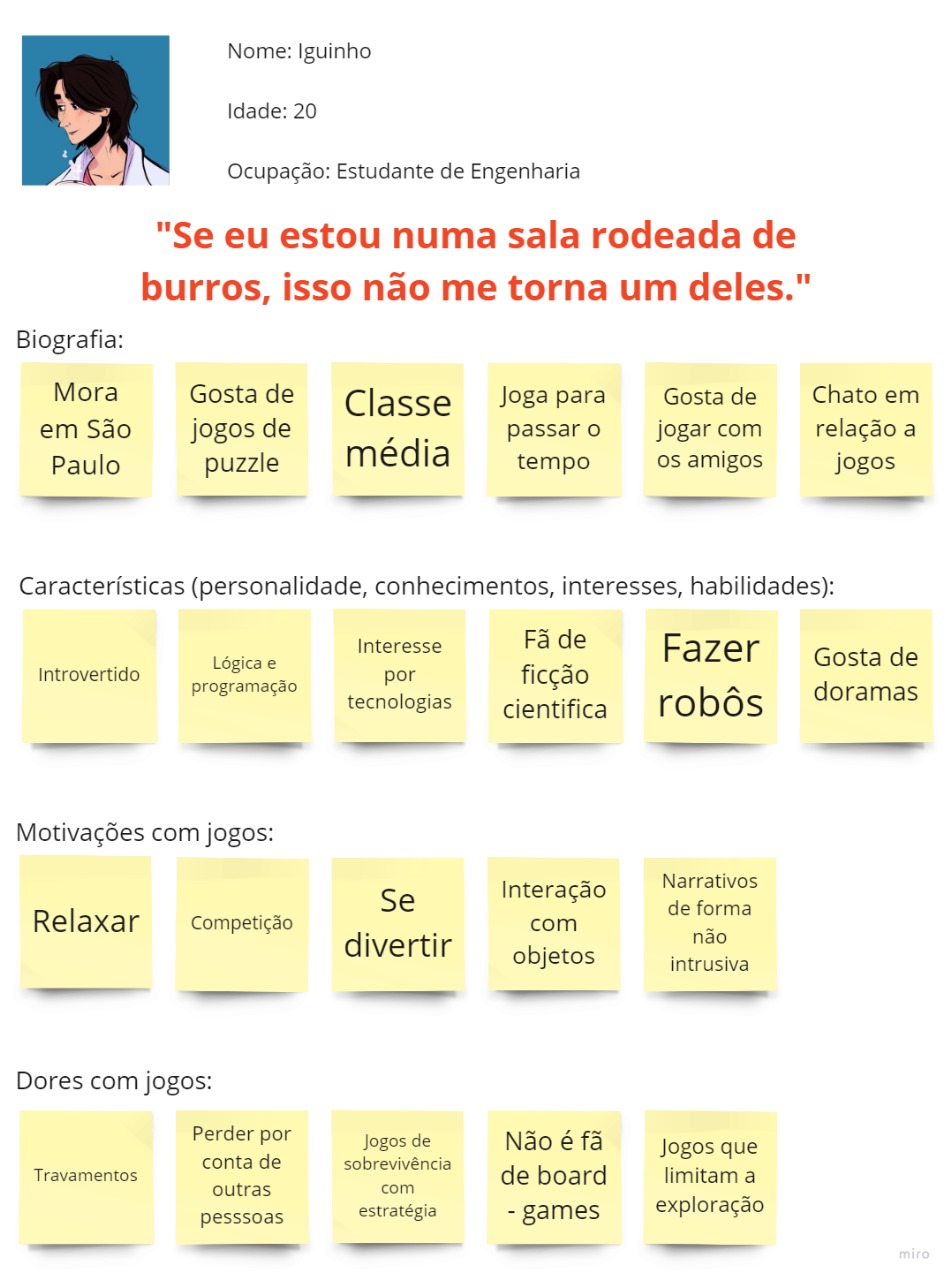 Nome: Iguinho
Idade: 20
Ocupação: Estudante de Engenharia
"Se eu estou numa sala rodeada de
burros, isso não me torna um deles."
Biografia:
Mora
em São
Paulo
Gosta de
jogos de
puzzle
Classe
média
Joga para
passar o
tempo
Gosta de
jogar com
os amigos
Chato em
relação a
jogos
Características (personalidade, conhecimentos, interesses, habilidades):
Introvertido
Lógica e
programação
Interesse
por
tecnologias
Fã de
ficção
cientifica
Fazer
robôs
Gosta de
doramas
Motivações com jogos:
Relaxar
Competição
Se
divertir
Interação
com
objetos
Narrativos
de forma
não
intrusiva
Dores com jogos:
Travamentos
Perder por
conta de
outras
pesssoas
Jogos de
sobrevivência
com
estratégia
Não é fã
de board
- games
Jogos que
limitam a
exploração
miro